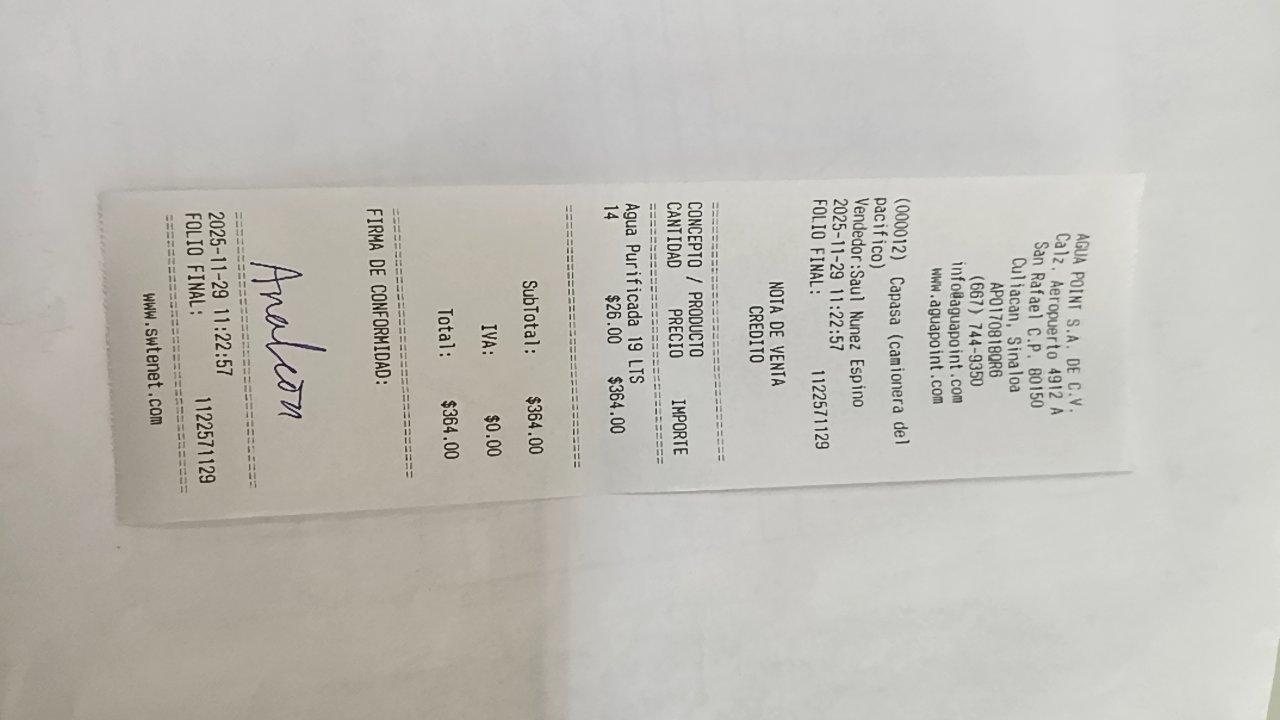 AGUA POINT S.A. DE C.V.
Calz. Aeropuerto 4912 A
San Rafael C.P. 80150
Culiacan, Sinaloa
APO170818QR6
(667) 744-9350
info@aguapoint.com
www.aguapoint.com
(000012) Capasa (camionera del
pacifico)
Vendedor:Saul Nunez Espino
2025-11-29 11:22:57
FOLIO FINAL: 1122571129
NOTA DE VENTA
CREDITO
==============================
CONCEPTO / PRODUCTO
CANTIDAD PRECIO IMPORTE
==============================
Agua Purificada 19 LTS
14 $26.00 $364.00
==============================
SubTotal: $364.00
IVA: $0.00
Total: $364.00
==============================
FIRMA DE CONFORMIDAD:
==============================
2025-11-29 11:22:57
FOLIO FINAL: 1122571129
==============================
www.swtenet.com